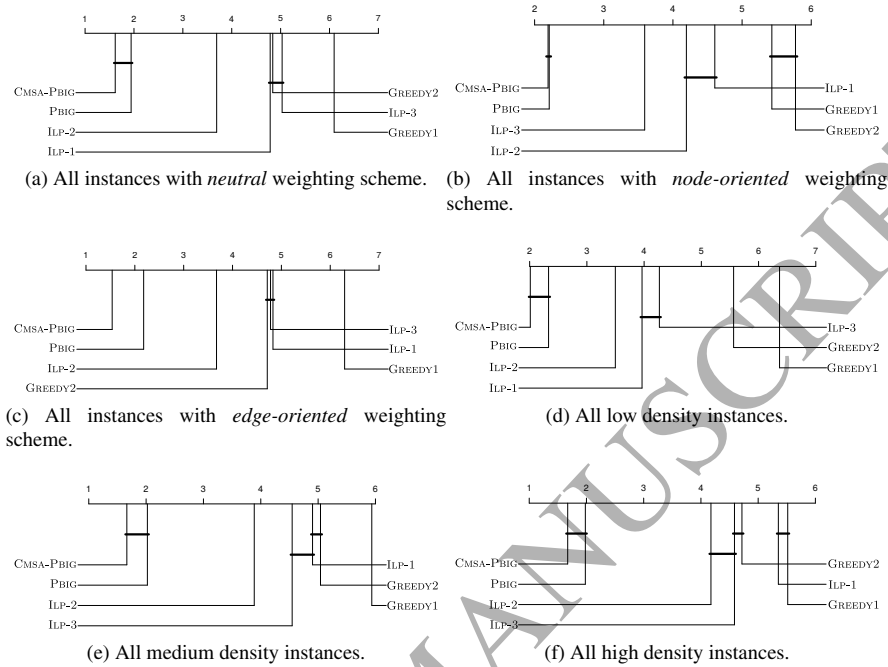 1 2 3 4 5 6 7
CMSA-PBIG
PBIG
ILP-2
ILP-1
GREEDY2
ILP-3
GREEDY1
(a) All instances with neutral weighting scheme.
2 3 4 5 6
CMSA-PBIG
PBIG
ILP-3
ILP-2
ILP-1
GREEDY1
GREEDY2
(b) All instances with node-oriented weighting
scheme.
1 2 3 4 5 6 7
CMSA-PBIG
PBIG
ILP-2
GREEDY2
ILP-3
ILP-1
GREEDY1
(c) All instances with edge-oriented weighting
scheme.
2 3 4 5 6 7
CMSA-PBIG
PBIG
ILP-2
ILP-1
ILP-3
GREEDY2
GREEDY1
(d) All low density instances.
1 2 3 4 5 6
CMSA-PBIG
PBIG
ILP-2
ILP-3
ILP-1
GREEDY2
GREEDY1
(e) All medium density instances.
1 2 3 4 5 6
CMSA-PBIG
PBIG
ILP-2
ILP-3
GREEDY2
ILP-1
GREEDY1
(f) All high density instances.
MANUSCRIP